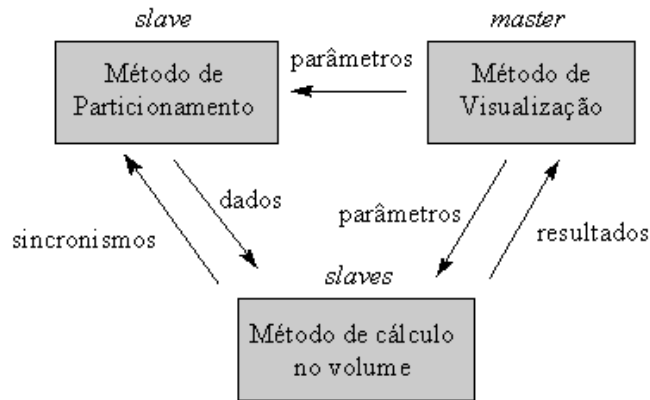 slave
master
Método de
Particionamento
parâmetros
Método de
Visualização
dados
sincronismos
parâmetros
resultados
slaves
Método de cálculo
no volume